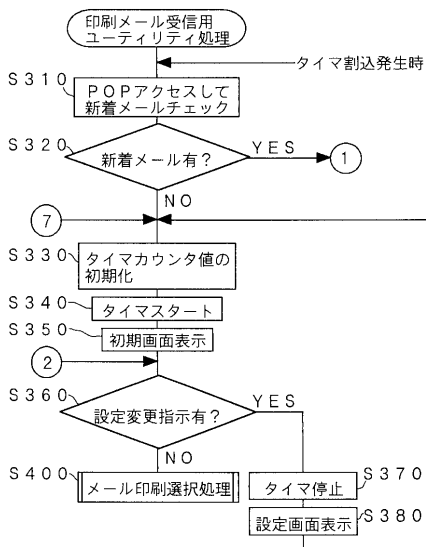 印刷メール受信用
ユーティリティ処理
タイマ割込発生時
S310
POPアクセスして
新着メールチェック
S320
新着メール有?
YES
1
NO
7
S330
タイマカウンタ値の
初期化
S340
タイマスタート
S350
初期画面表示
2
S360
設定変更指示有?
YES
NO
S400
メール印刷選択処理
S370
タイマ停止
S380
設定画面表示